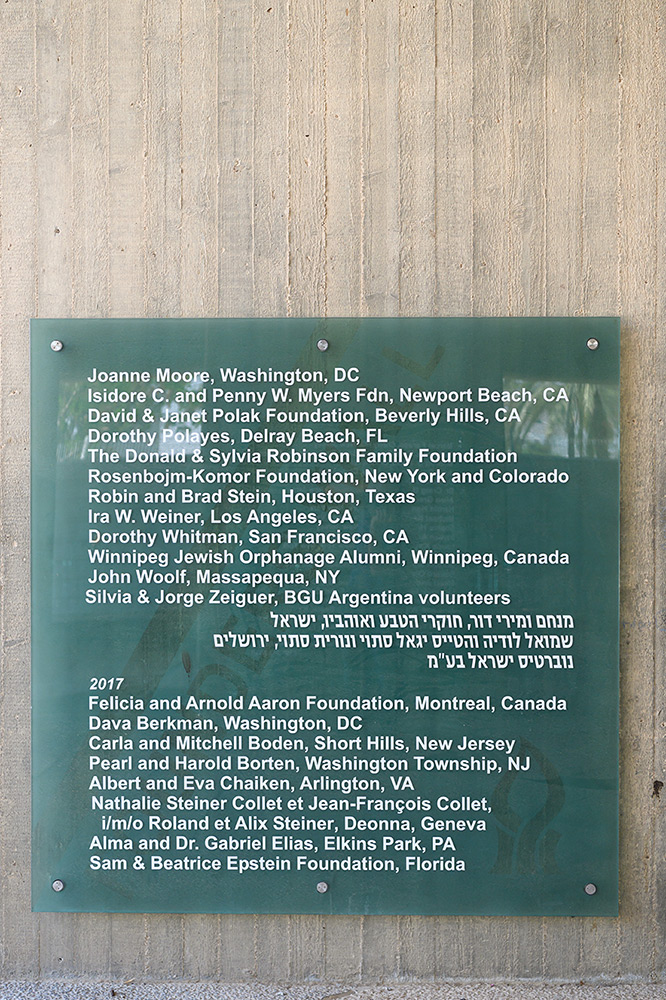 Joanne Moore, Washington, DC
Isidore C. and Penny W. Myers Fdn, Newport Beach, CA
David & Janet Polak Foundation, Beverly Hills, CA
Dorothy Polayes, Delray Beach, FL
The Donald & Sylvia Robinson Family Foundation
Rosenbojm-Komor Foundation, New York and Colorado
Robin and Brad Stein, Houston, Texas
Ira W. Weiner, Los Angeles, CA
Dorothy Whitman, San Francisco, CA
Winnipeg Jewish Orphanage Alumni, Winnipeg, Canada
John Woolf, Massapequa, NY
Silvia & Jorge Zeiguer, BGU Argentina volunteers
מנחם ומירי דור, חוקרי הטבע ואוהביו, ישראל
שמואל לודיה והטייס יגאל סתוי ונורית סתוי, ירושלים
נוברטיס ישראל בע"מ
2017
Felicia and Arnold Aaron Foundation, Montreal, Canada
Dava Berkman, Washington, DC
Carla and Mitchell Boden, Short Hills, New Jersey
Pearl and Harold Borten, Washington Township, NJ
Albert and Eva Chaiken, Arlington, VA
Nathalie Steiner Collet et Jean-François Collet,
i/m/o Roland et Alix Steiner, Deonna, Geneva
Alma and Dr. Gabriel Elias, Elkins Park, PA
Sam & Beatrice Epstein Foundation, Florida